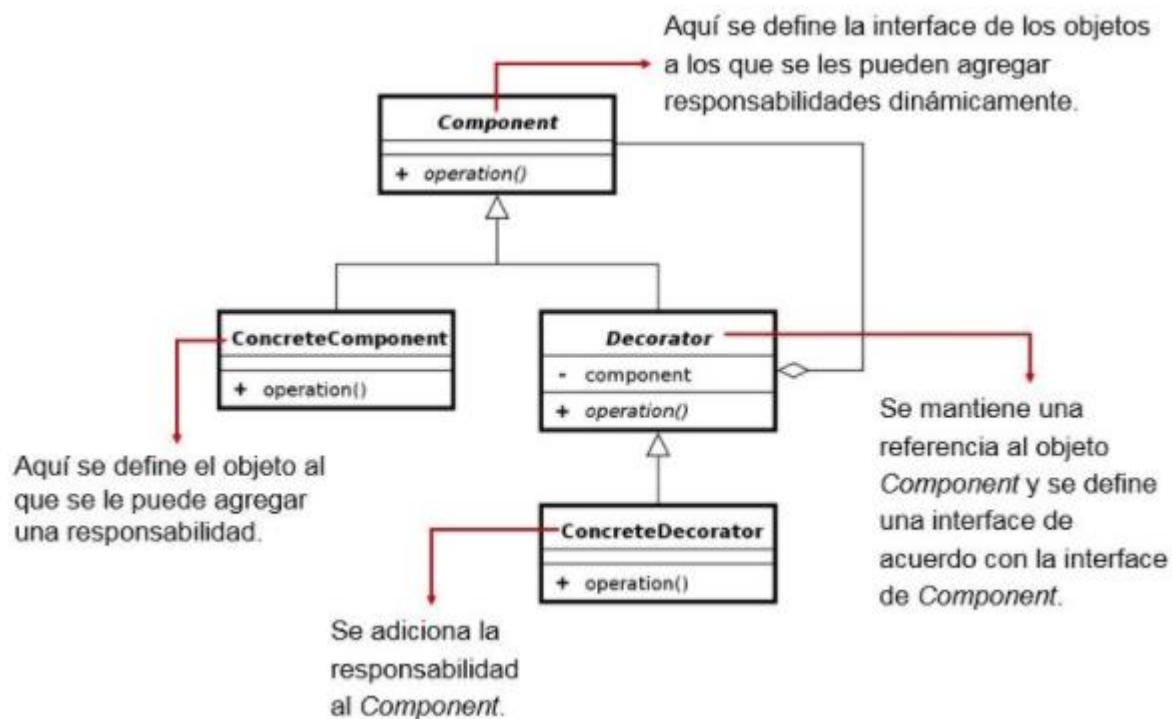 Aquí se define la interface de los objetos
a los que se les pueden agregar
responsabilidades dinámicamente.
Component
+ operation()
ConcreteComponent
+ operation()
Decorator
- component
+ operation()
Aquí se define el objeto al
que se le puede agregar
una responsabilidad.
Se mantiene una
referencia al objeto
Component y se define
una interface de
acuerdo con la interface
de Component.
ConcreteDecorator
+ operation()
Se adiciona la
responsabilidad
al Component.